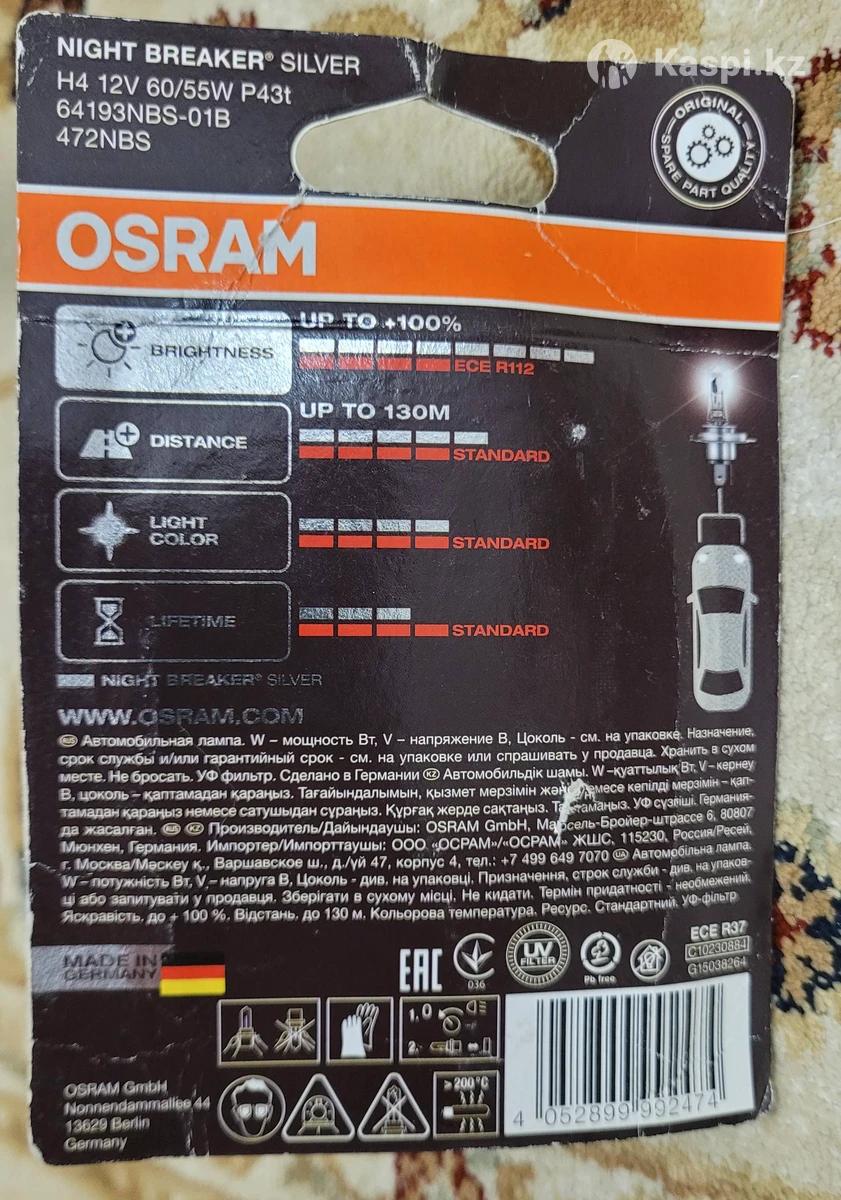 NIGHT BREAKER® SILVER
H4 12V 60/55W P43t
64193NBS-01B
472NBS
Kaspi.kz
ORIGINAL
SPARE PART QUALITY
OSRAM
BRIGHTNESS
UP TO +100%
ECE R112
DISTANCE
UP TO 130M
STANDARD
LIGHT
COLOR
STANDARD
LIFETIME
STANDARD
NIGHT BREAKER® SILVER
WWW.OSRAM.COM
RUS Автомобильная лампа. W – мощность Вт, V – напряжение В, Цоколь - см. на упаковке. Назначение,
срок службы и/или гарантийный срок - см. на упаковке или спрашивать у продавца. Хранить в сухом
месте. Не бросать. УФ фильтр. Сделано в Германии KZ Автомобильдік шамы. W –қуаттылық Вт, V – кернеу
В, цоколь – қаптамадан қараңыз. Тағайындалымын, қызмет мерзімін және/немесе кепілді мерзімін – қап-
тамадан қараңыз немесе сатушыдан сұраңыз. Құрғақ жерде сақтаңыз. УФ сүзгіші. Германия-
да жасалған. RUS KZ Производитель/Дайындаушы: OSRAM GmbH, Марсель-Бройер-штрассе 6, 80807
Мюнхен, Германия. Импортер/Импорттаушы: ООО «ОСРАМ»/«ОСРАМ» ЖШС, 115230, Россия/Ресей,
г. Москва/Мәскеу қ., Варшавское ш., д./үй 47, корпус 4, тел.: +7 499 649 7070 UA Автомобільна лампа.
W – потужність Вт, V – напруга В, Цоколь - див. на упаковці. Призначення, строк служби - див. на упаков-
ці або запитувати у продавця. Зберігати в сухому місці. Не кидати. Термін придатності - необмежений.
Яскравість, до + 100 %. Відстань, до 130 м. Кольорова температура. Ресурс. Стандартний. УФ-фільтр
MADE IN
GERMANY
EAC
036
UV
FILTER
Pb free
ECE R37
C10230884
G15038264
1. 0
2.
>200°C
OSRAM GmbH
Nonnendammallee 44
13629 Berlin
Germany
4 052899 992474